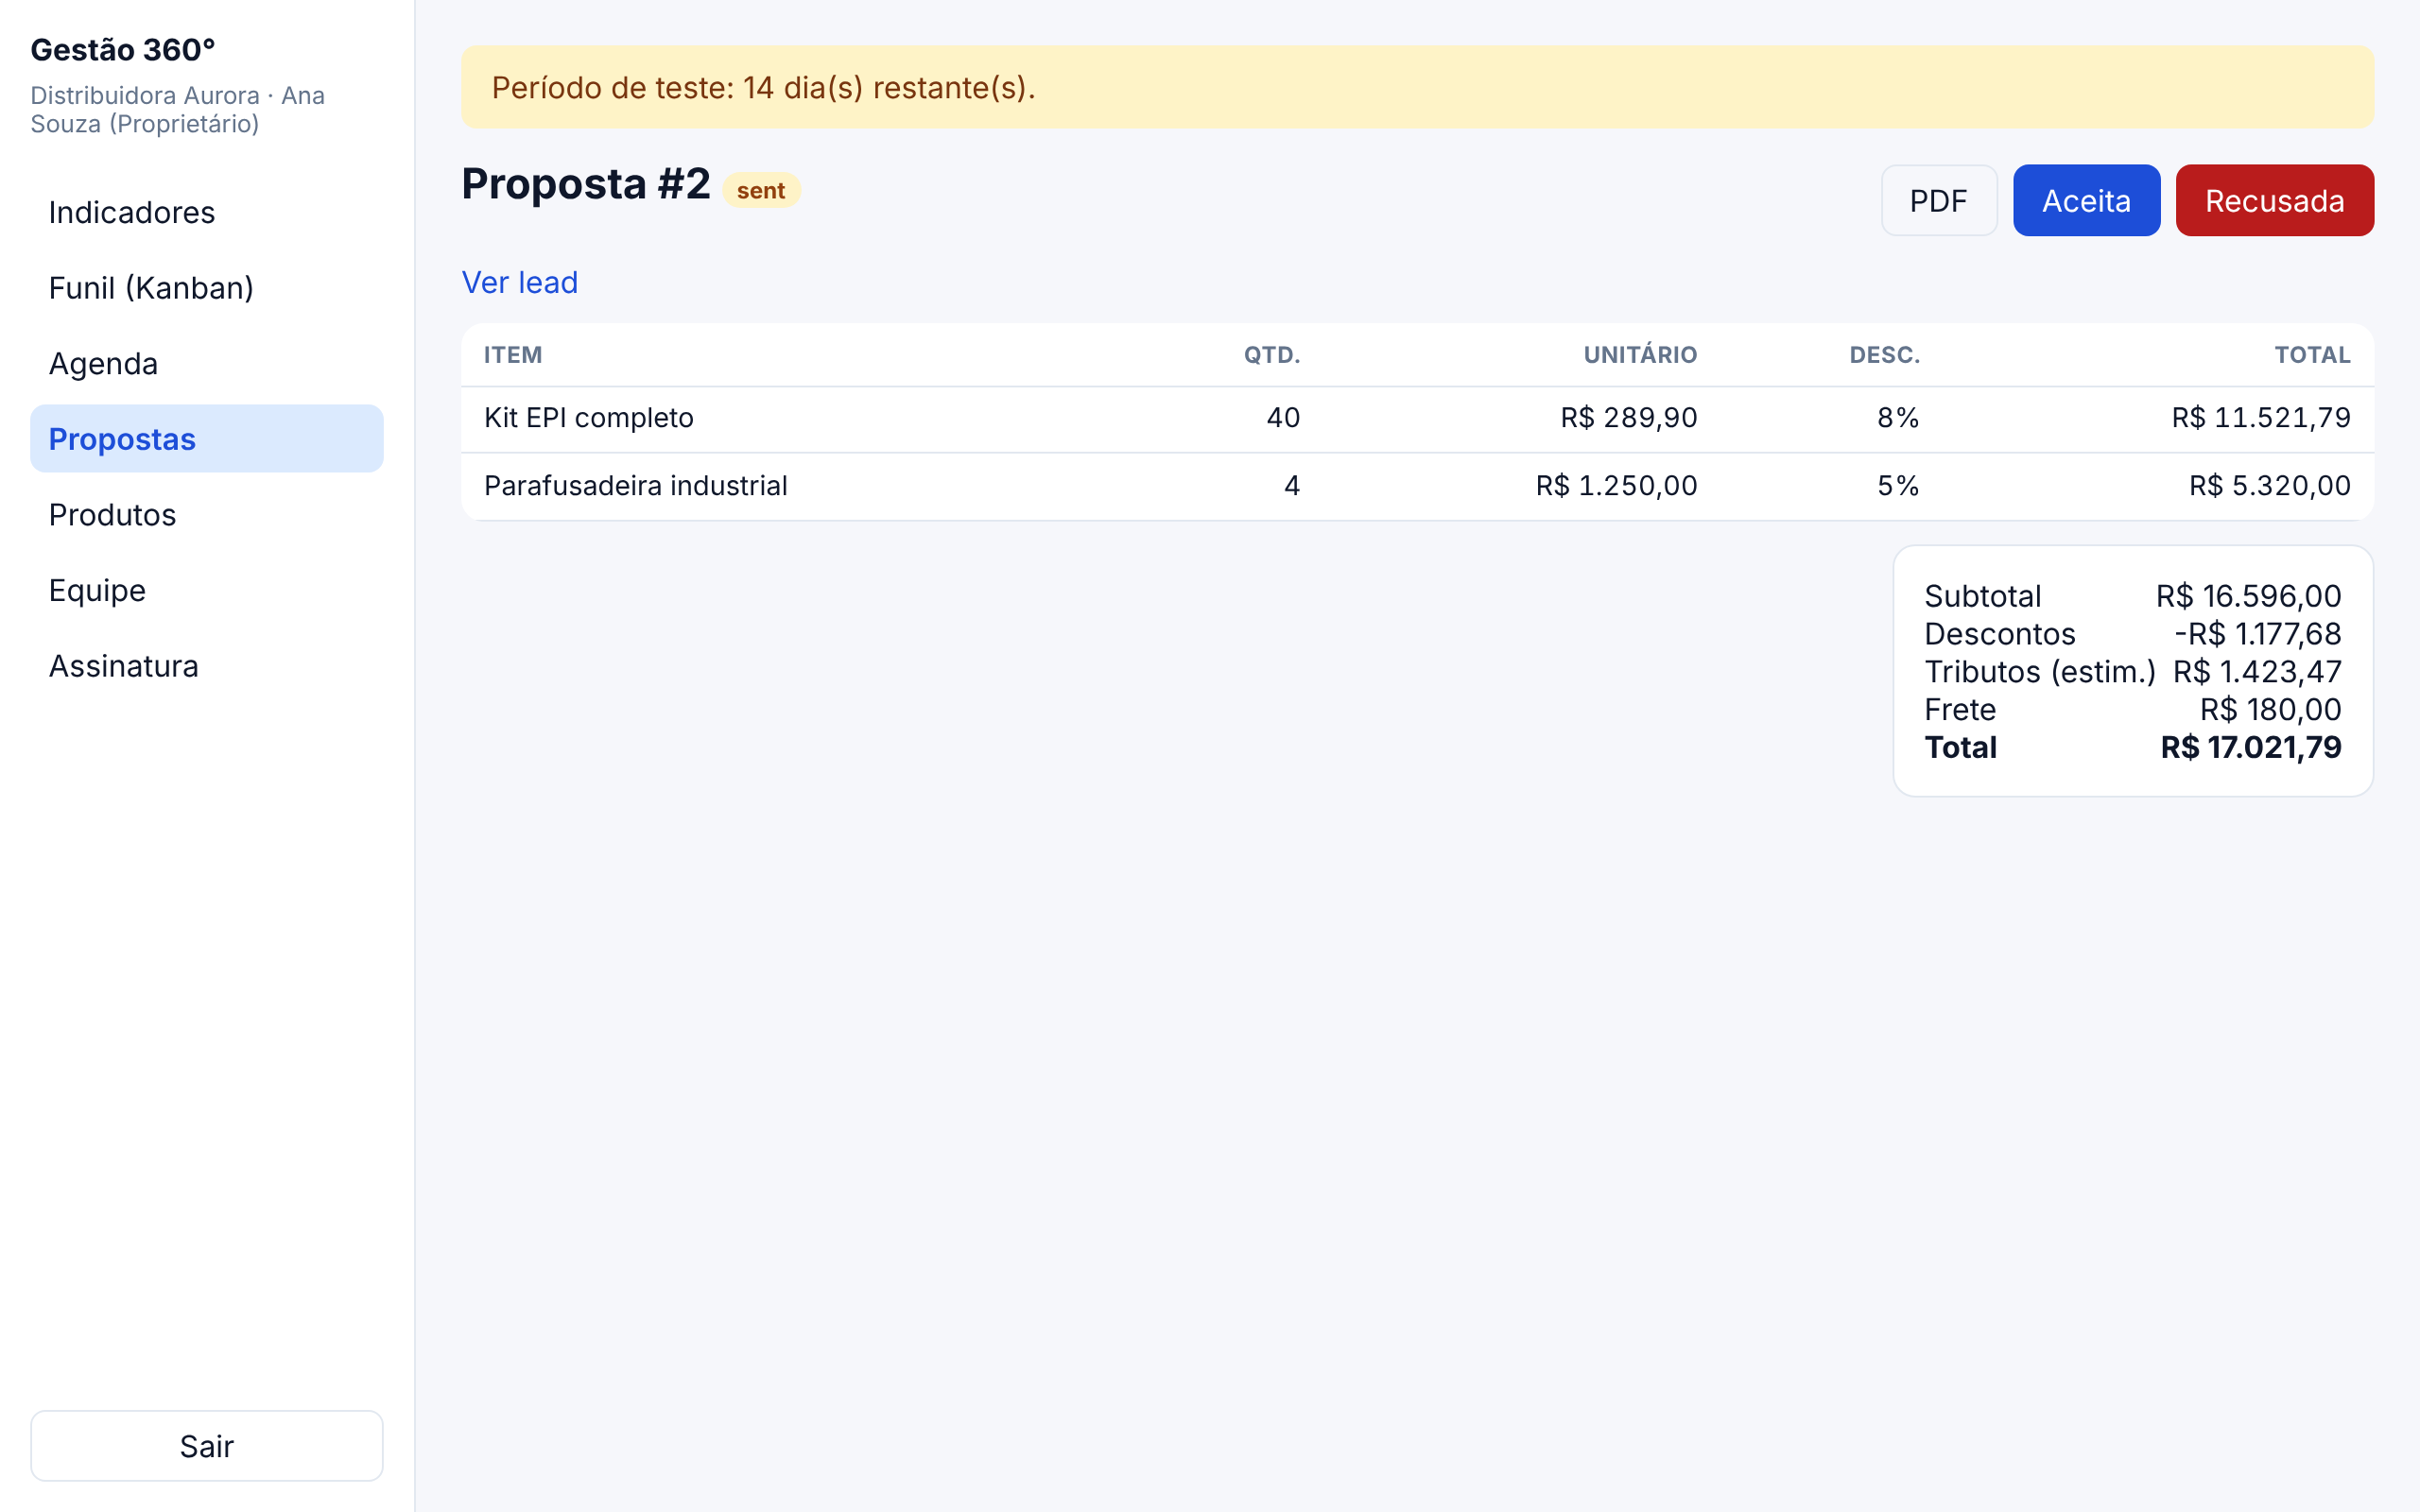 Gestão 360°
Distribuidora Aurora · Ana
Souza (Proprietário)
Indicadores
Funil (Kanban)
Agenda
Propostas
Produtos
Equipe
Assinatura
Sair
Período de teste: 14 dia(s) restante(s).
Proposta #2 sent
PDF Aceita Recusada
Ver lead
ITEM QTD. UNITÁRIO DESC. TOTAL
Kit EPI completo 40 R$ 289,90 8% R$ 11.521,79
Parafusadeira industrial 4 R$ 1.250,00 5% R$ 5.320,00
Subtotal R$ 16.596,00
Descontos -R$ 1.177,68
Tributos (estim.) R$ 1.423,47
Frete R$ 180,00
Total R$ 17.021,79